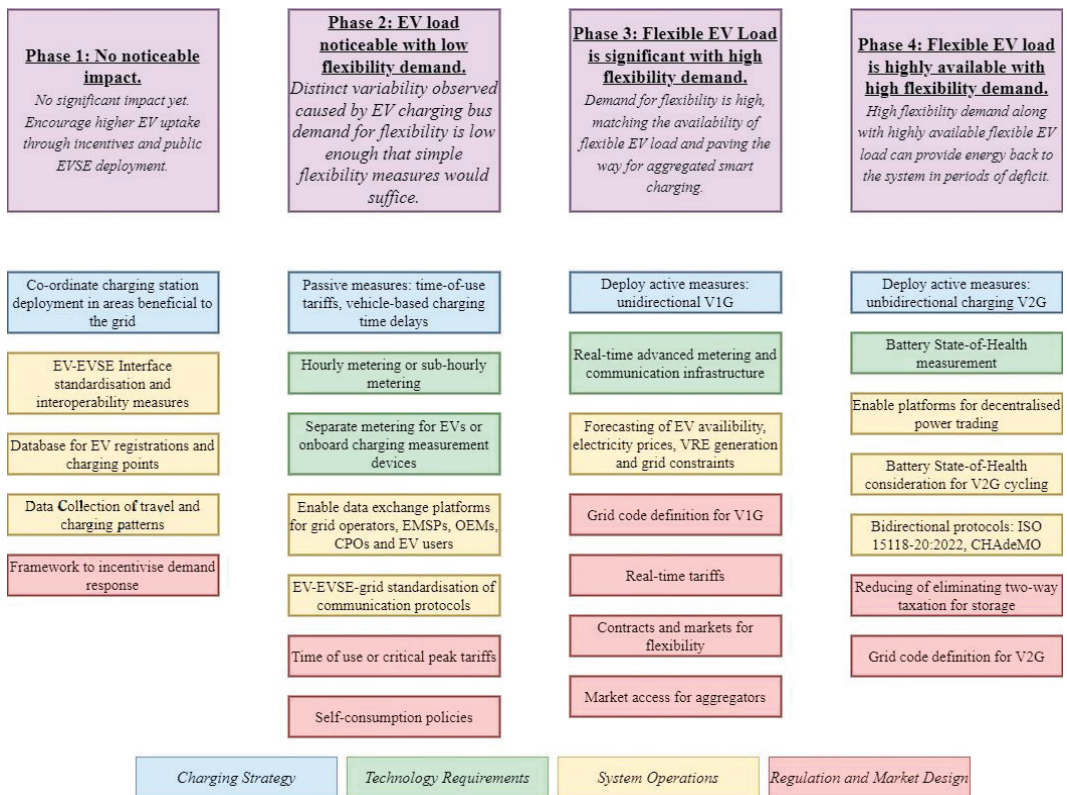 Phase 1: No noticeable
impact.
No significant impact yet.
Encourage higher EV uptake
through incentives and public
EVSE deployment.
Co-ordinate charging station
deployment in areas beneficial to
the grid
EV-EVSE Interface
standardisation and
interoperability measures
Database for EV registrations and
charging points
Data Collection of travel and
charging patterns
Framework to incentivise demand
response
Phase 2: EV load
noticeable with low
flexibility demand.
Distinct variability observed
caused by EV charging bus
demand for flexibility is low
enough that simple
flexibility measures would
suffice.
Passive measures: time-of-use
tariffs, vehicle-based charging
time delays
Hourly metering or sub-hourly
metering
Separate metering for EVs or
onboard charging measurement
devices
Enable data exchange platforms
for grid operators, EMSPs, OEMs,
CPOs and EV users
EV-EVSE-grid standardisation of
communication protocols
Time of use or critical peak tariffs
Self-consumption policies
Phase 3: Flexible EV Load
is significant with high
flexibility demand.
Demand for flexibility is high,
matching the availability of
flexible EV load and paving the
way for aggregated smart
charging.
Deploy active measures:
unidirectional V1G
Real-time advanced metering and
communication infrastructure
Forecasting of EV availibility,
electricity prices, VRE generation
and grid constraints
Grid code definition for V1G
Real-time tariffs
Contracts and markets for
flexibility
Market access for aggregators
Phase 4: Flexible EV load
is highly available with
high flexibility demand.
High flexibility demand along
with highly available flexible EV
load can provide energy back to
the system in periods of deficit.
Deploy active measures:
unbidirectional charging V2G
Battery State-of-Health
measurement
Enable platforms for decentralised
power trading
Battery State-of-Health
consideration for V2G cycling
Bidirectional protocols: ISO
15118-20:2022, CHAdeMO
Reducing of eliminating two-way
taxation for storage
Grid code definition for V2G
Charging Strategy
Technology Requirements
System Operations
Regulation and Market Design